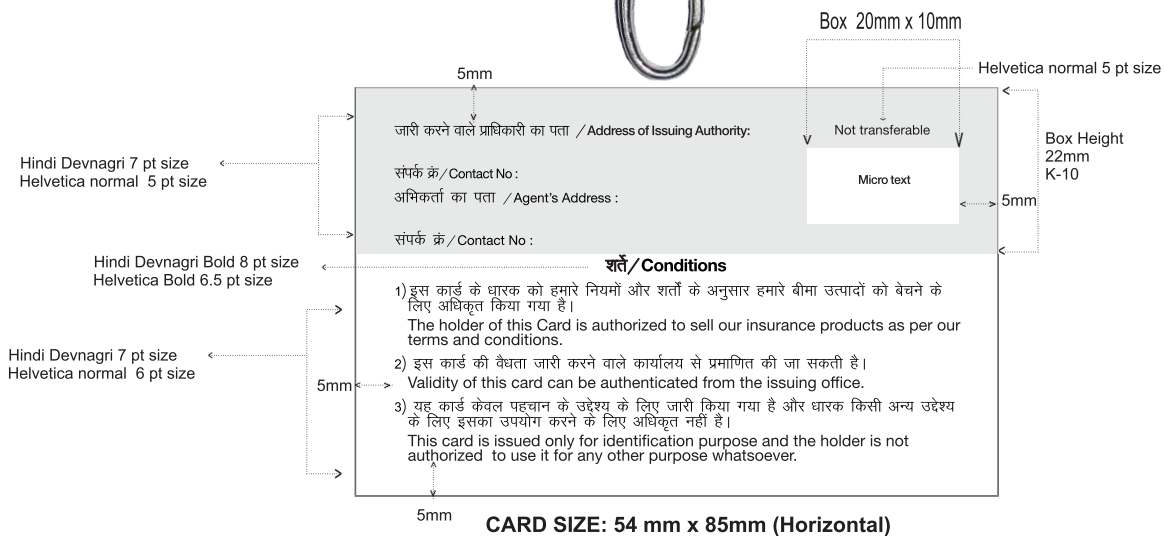 Box 20mm x 10mm
5mm
Helvetica normal 5 pt size
जारी करने वाले प्राधिकारी का पता / Address of Issuing Authority:
Not transferable
Box Height
22mm
K-10
Hindi Devnagri 7 pt size
Helvetica normal 5 pt size
संपर्क क्रं/Contact No :
Micro text
अभिकर्ता का पता / Agent's Address :
5mm
संपर्क क्रं/Contact No :
Hindi Devnagri Bold 8 pt size
Helvetica Bold 6.5 pt size
शर्ते/Conditions
1) इस कार्ड के धारक को हमारे नियमों और शर्तों के अनुसार हमारे बीमा उत्पादों को बेचने के
लिए अधिकृत किया गया है।
The holder of this Card is authorized to sell our insurance products as per our
terms and conditions.
Hindi Devnagri 7 pt size
Helvetica normal 6 pt size
2) इस कार्ड की वैधता जारी करने वाले कार्यालय से प्रमाणित की जा सकती है।
5mm
Validity of this card can be authenticated from the issuing office.
3) यह कार्ड केवल पहचान के उद्देश्य के लिए जारी किया गया है और धारक किसी अन्य उद्देश्य
के लिए इसका उपयोग करने के लिए अधिकृत नहीं है।
This card is issued only for identification purpose and the holder is not
authorized to use it for any other purpose whatsoever.
5mm
CARD SIZE: 54 mm x 85mm (Horizontal)